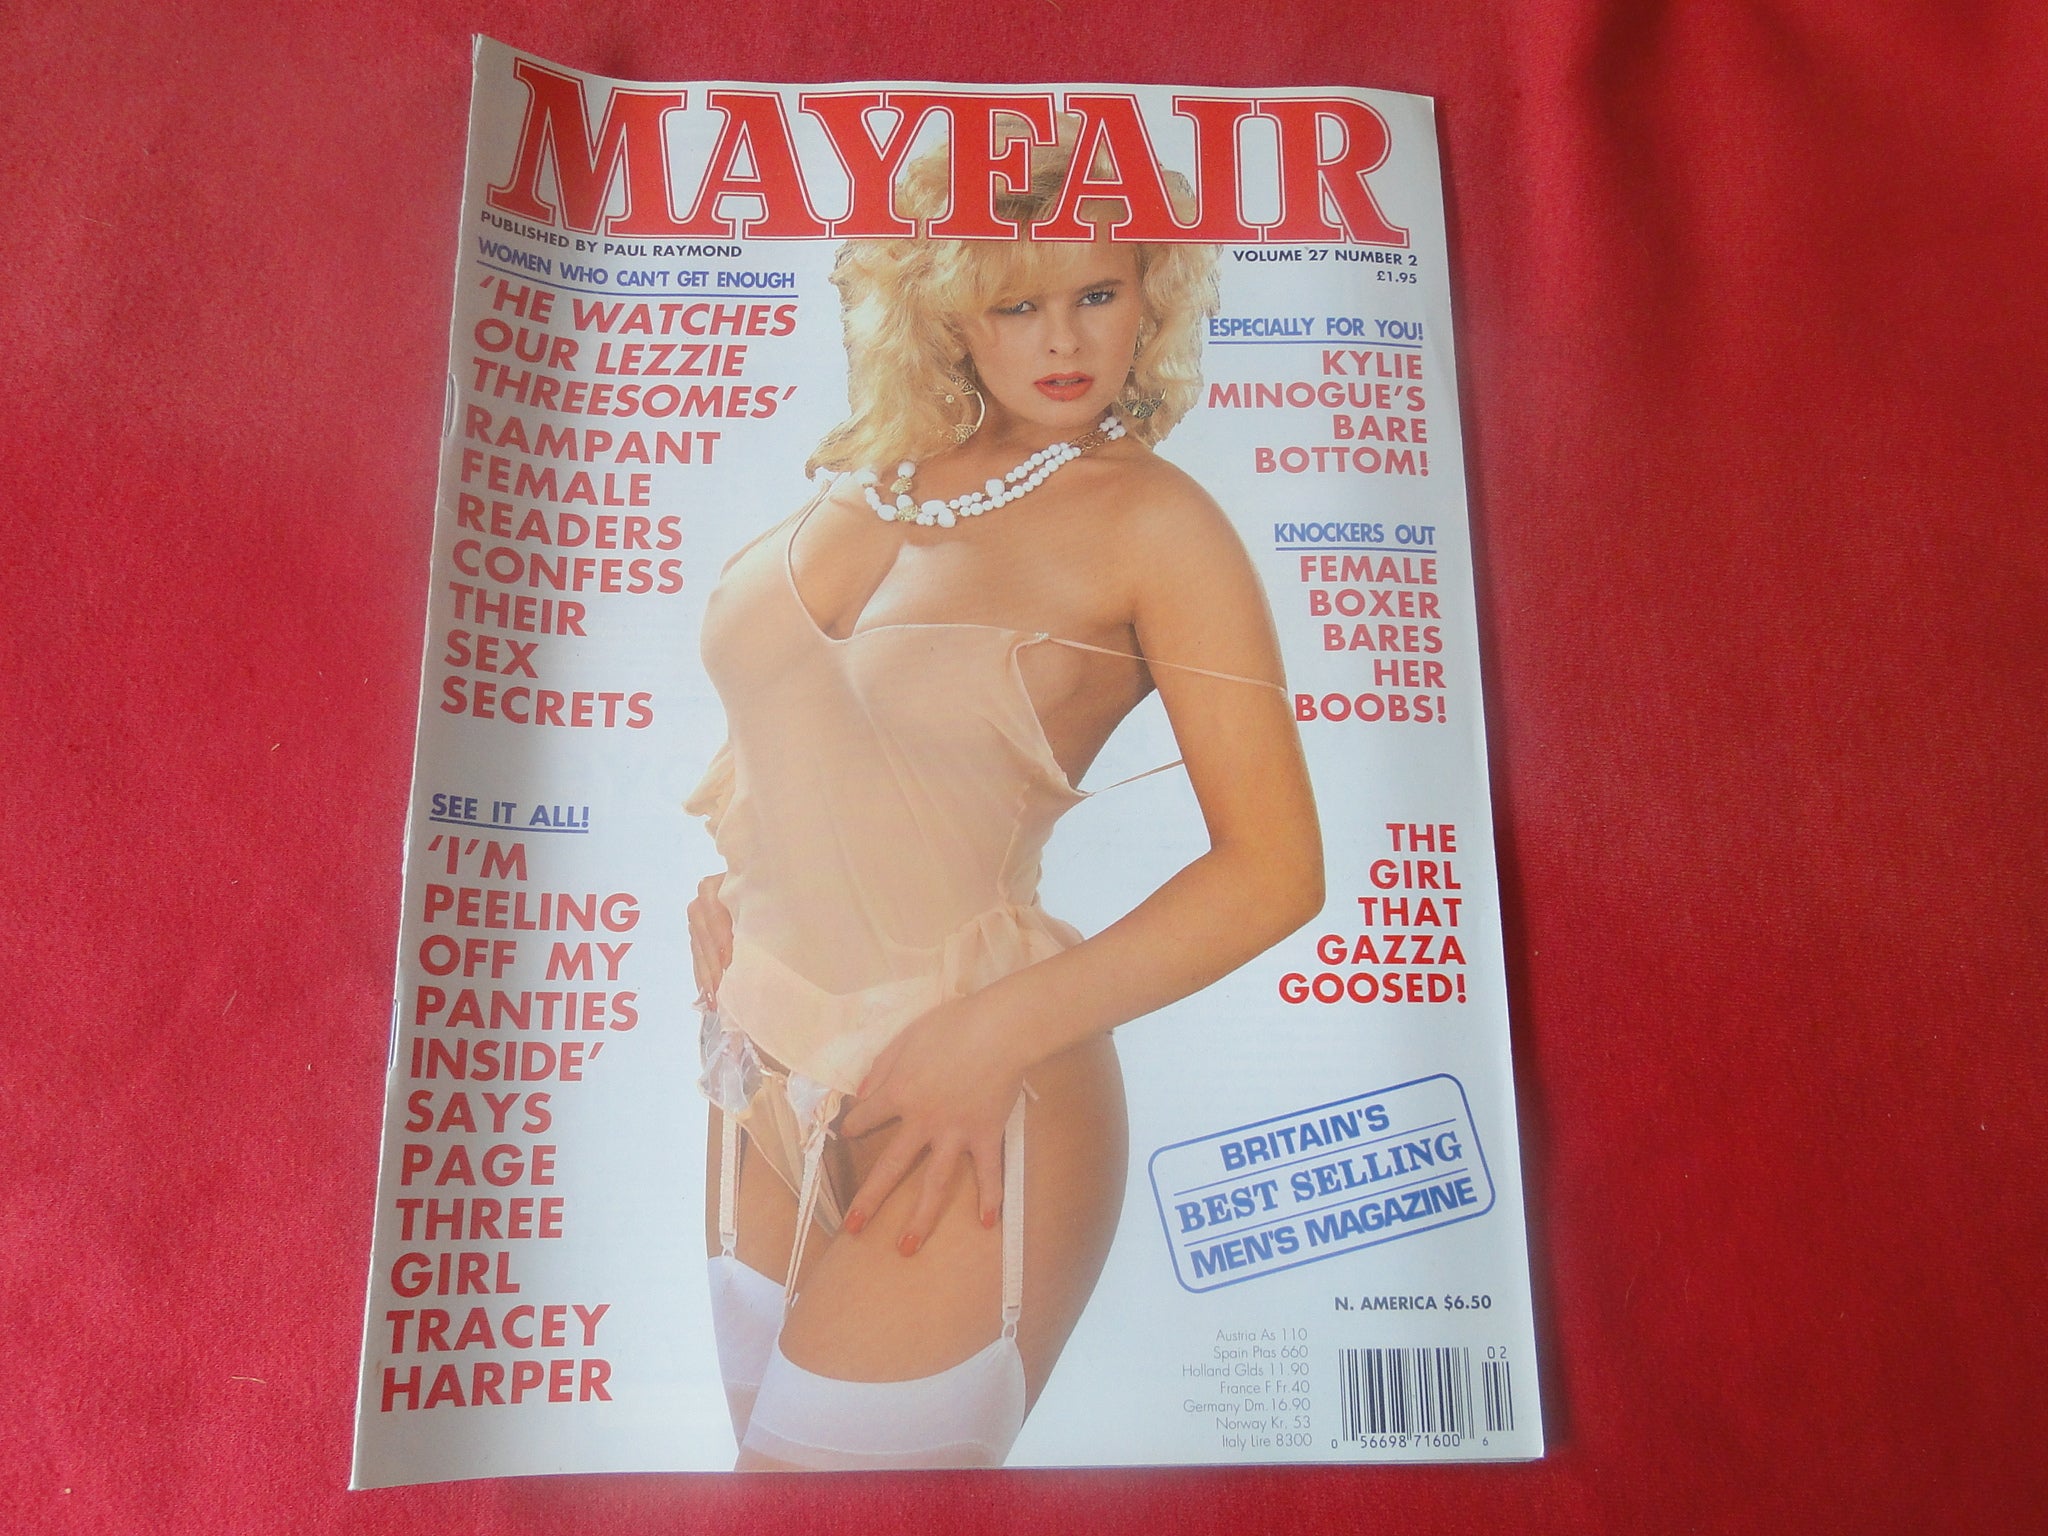 MAYFAIR
PUBLISHED BY PAUL RAYMOND
VOLUME 27 NUMBER 2
£1.95
WOMEN WHO CAN'T GET ENOUGH
'HE WATCHES
OUR LEZZIE
THREESOMES'
RAMPANT
FEMALE
READERS
CONFESS
THEIR
SEX
SECRETS
SEE IT ALL!
'I'M
PEELING
OFF MY
PANTIES
INSIDE'
SAYS
PAGE
THREE
GIRL
TRACEY
HARPER
ESPECIALLY FOR YOU!
KYLIE
MINOGUE'S
BARE
BOTTOM!
KNOCKERS OUT
FEMALE
BOXER
BARES
HER
BOOBS!
THE
GIRL
THAT
GAZZA
GOOSED!
BRITAIN'S
BEST SELLING
MEN'S MAGAZINE
N. AMERICA $6.50
Austria As 110
Spain Ptas 660
Holland Glds 11.90
France F.Fr.40
Germany Dm.16.90
Norway Kr. 53
Italy Lire 8300
02
0 56698 71600 6